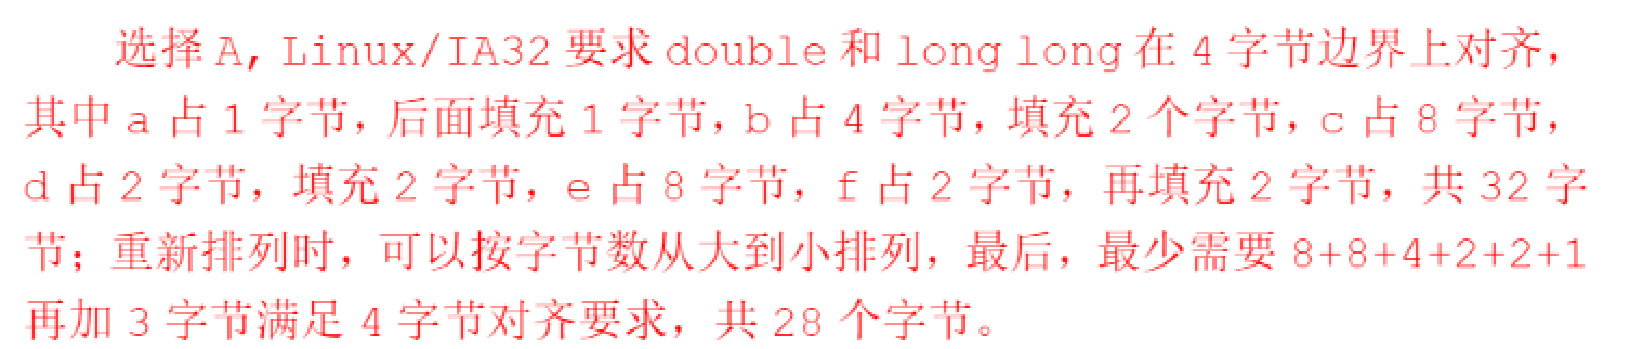 选择 A, Linux/IA32 要求 double 和 long long 在 4 字节边界上对齐，
其中 a 占 1 字节，后面填充 1 字节，b 占 4 字节，填充 2 个字节，c 占 8 字节，
d 占 2 字节，填充 2 字节，e 占 8 字节，f 占 2 字节，再填充 2 字节，共 32 字
节；重新排列时，可以按字节数从大到小排列，最后，最少需要 8+8+4+2+2+1
再加 3 字节满足 4 字节对齐要求，共 28 个字节。